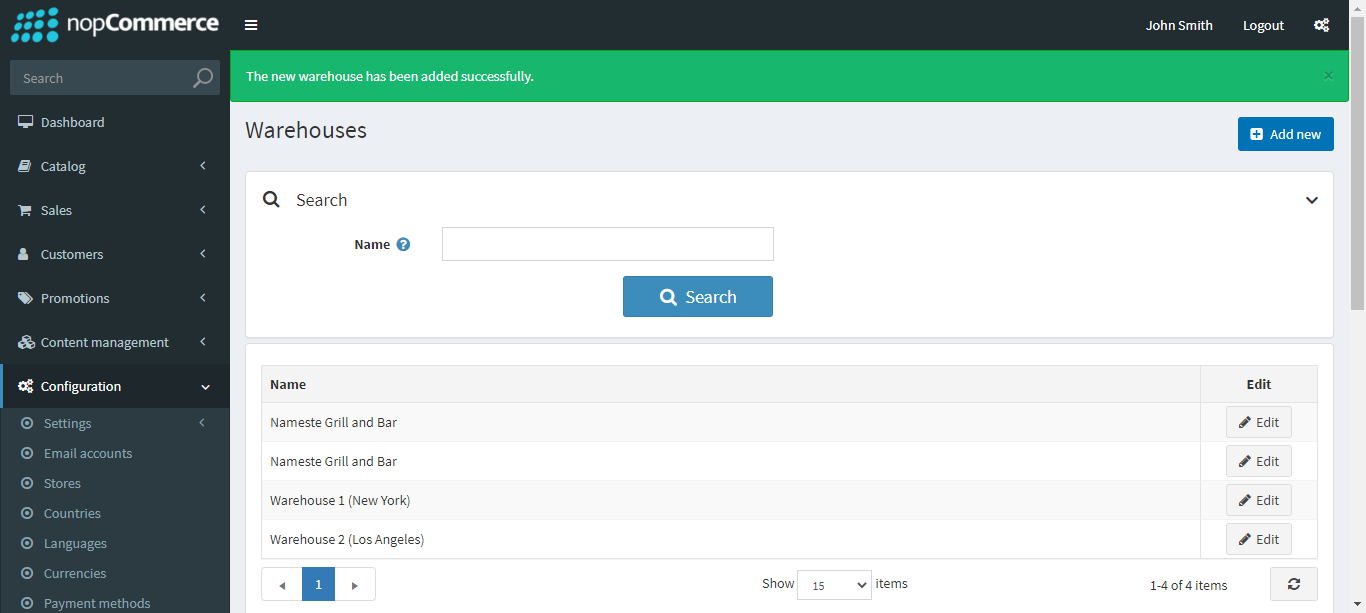 nopCommerce
John Smith Logout
Search
The new warehouse has been added successfully. ×
Dashboard
Catalog
Sales
Customers
Promotions
Content management
Configuration
Settings
Email accounts
Stores
Countries
Languages
Currencies
Payment methods
Warehouses
Add new
Search
Name
Search
Name Edit
Nameste Grill and Bar Edit
Nameste Grill and Bar Edit
Warehouse 1 (New York) Edit
Warehouse 2 (Los Angeles) Edit
1 Show 15 items 1-4 of 4 items